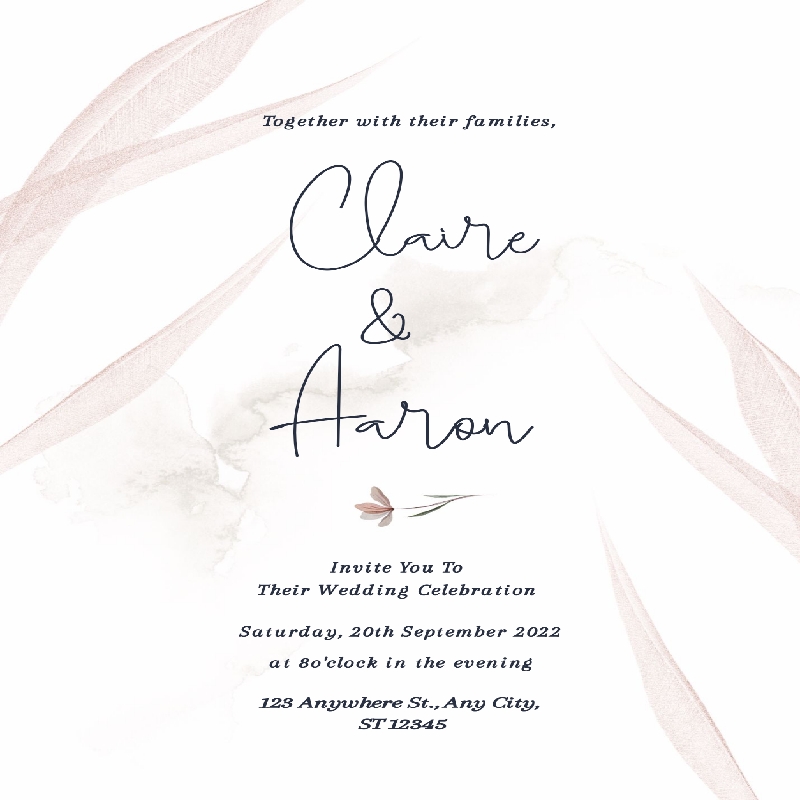 Together with their families,
Claire
&
Aaron
Invite You To
Their Wedding Celebration
Saturday, 20th September 2022
at 8o'clock in the evening
123 Anywhere St., Any City,
ST 12345